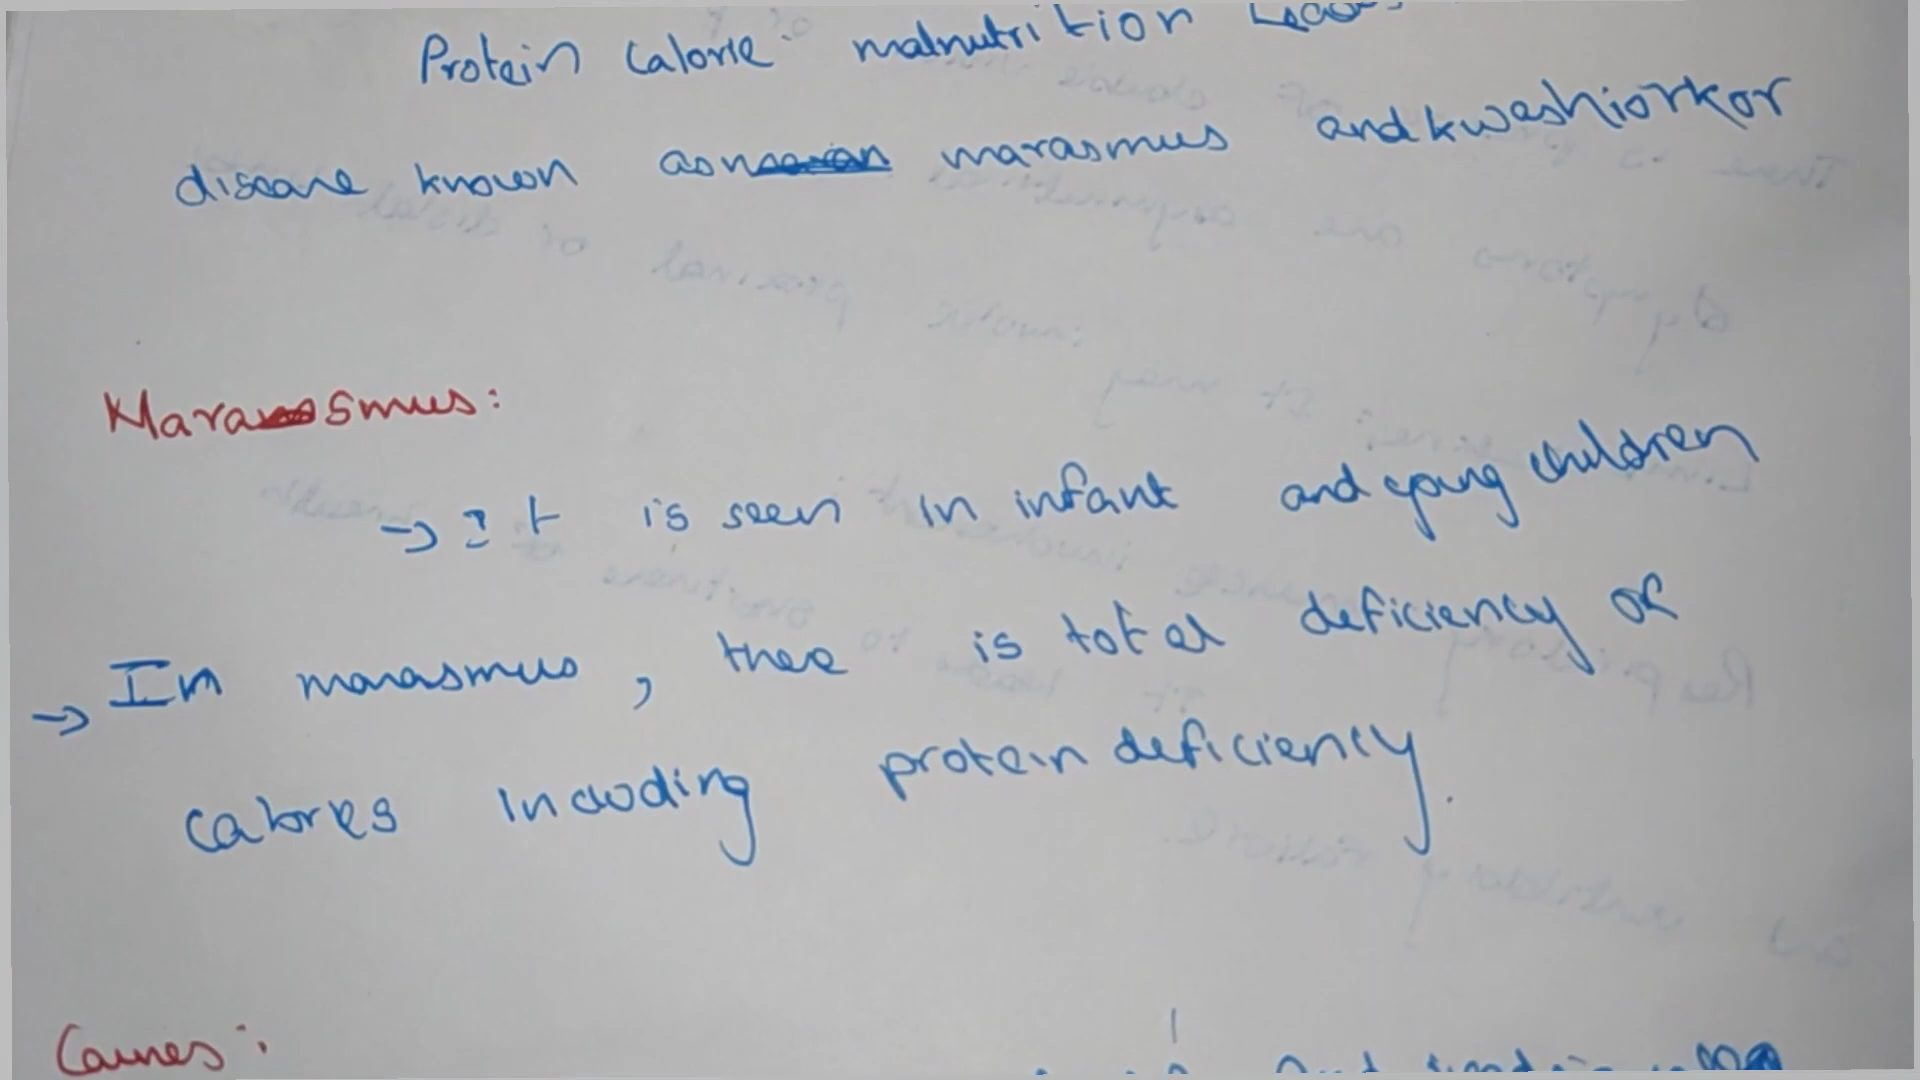 Protein Calorie malnutrition
disease known as marasmus and kwashiorkor
Marasmus:
→ It is seen in infant and young children
→ In marasmus, thee is total deficiency of
calories including protein deficiency.
Causes: